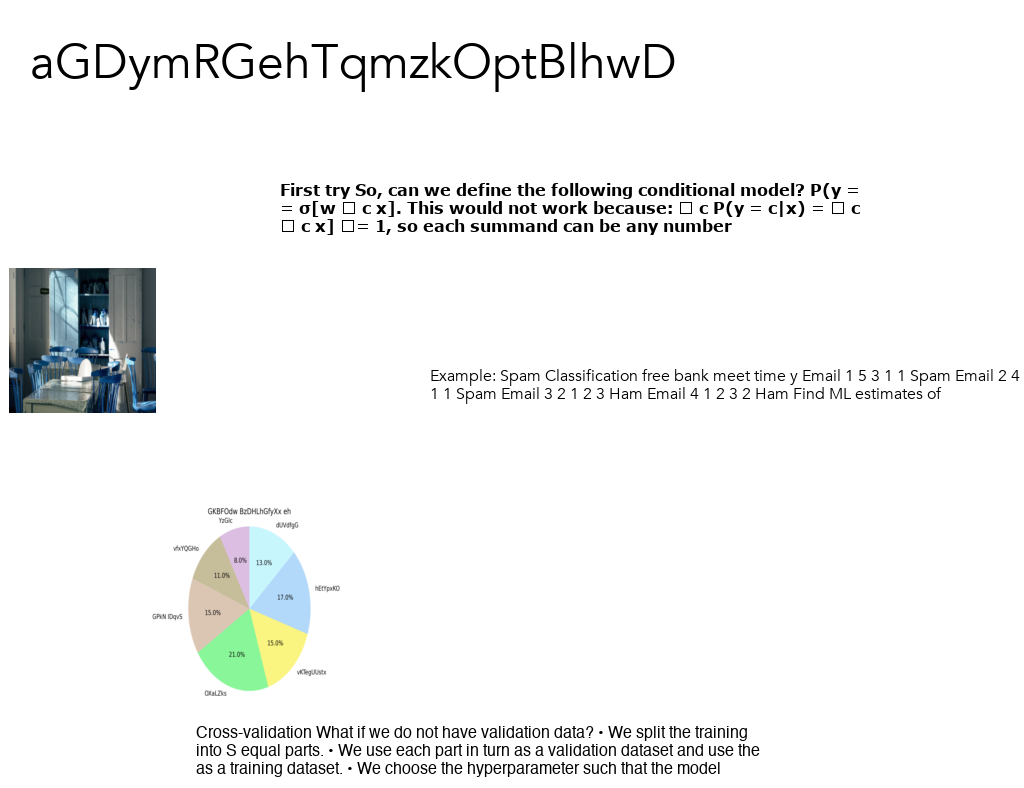 aGDymRGehTqmzkOptBlhwD
First try So, can we define the following conditional model? P(y =
= σ[w □ c x]. This would not work because: □ c P(y = c|x) = □ c
□ c x] □= 1, so each summand can be any number
Example: Spam Classification free bank meet time y Email 1 5 3 1 1 Spam Email 2 4
1 1 Spam Email 3 2 1 2 3 Ham Email 4 1 2 3 2 Ham Find ML estimates of
GKBFOdw BzDHLhGfyXx eh
YzGlc
dUVdfgG
vfxYQGHo
8.0%
13.0%
11.0%
hEtYpxKO
17.0%
GPkN lDqvS
15.0%
15.0%
21.0%
vKTegUUstx
OXaLZks
Cross-validation What if we do not have validation data? • We split the training
into S equal parts. • We use each part in turn as a validation dataset and use the
as a training dataset. • We choose the hyperparameter such that the model